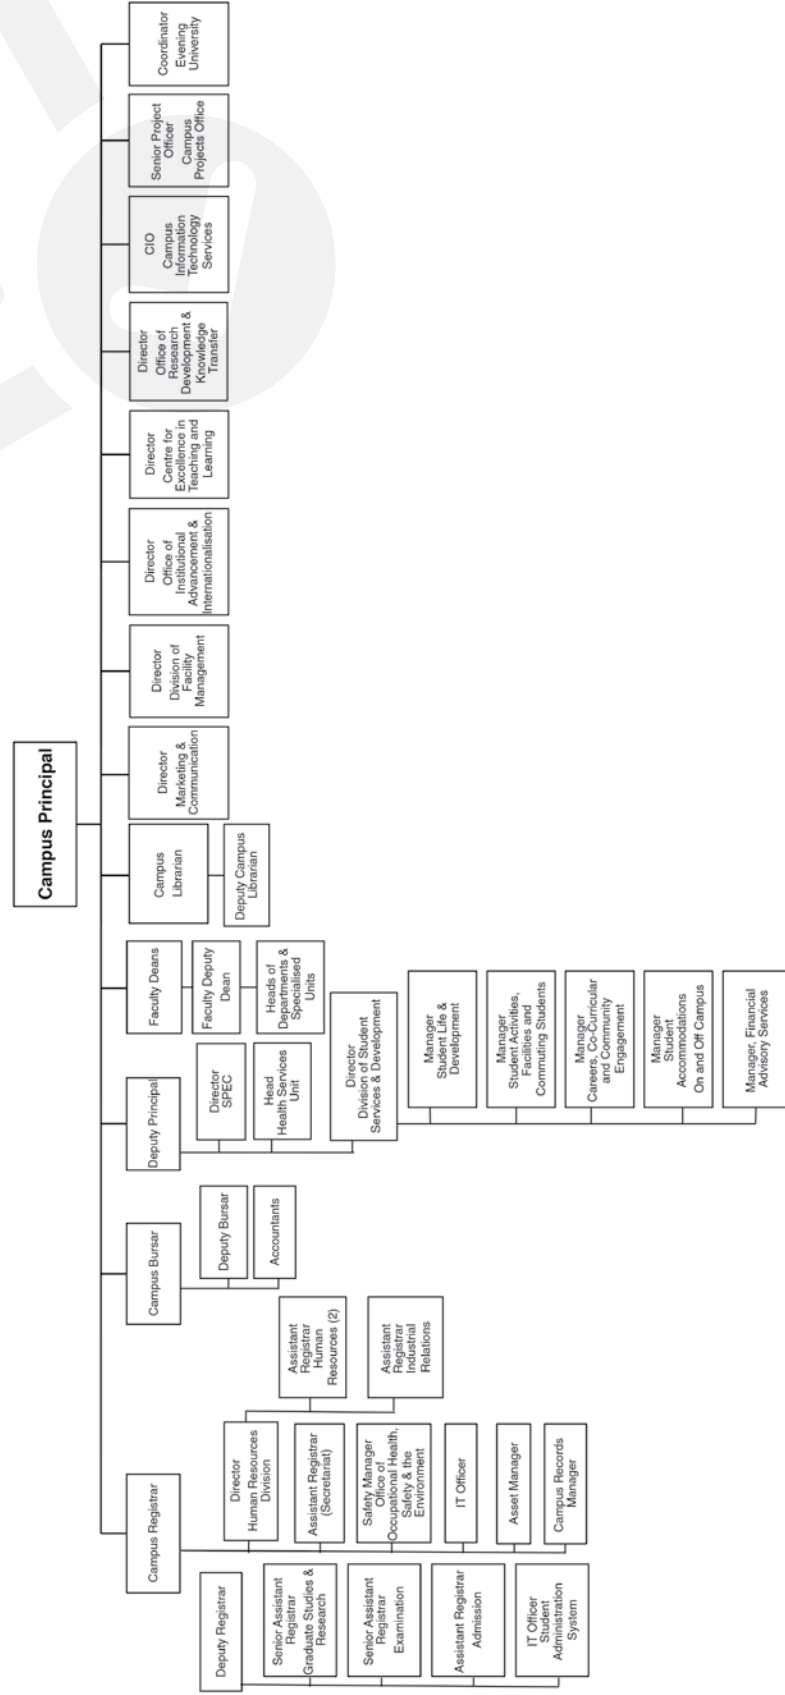 Campus Principal
Campus Registrar
Deputy Registrar
Senior Assistant
Registrar
Graduate Studies &
Research
Senior Assistant
Registrar
Examination
Assistant Registrar
Admission
IT Officer
Student
Administration
System
Director
Human Resources
Division
Assistant Registrar
Human
Resources (2)
Assistant
Registrar
Industrial
Relations
Assistant Registrar
(Secretariat)
Safety Manager
Office of
Occupational Health,
Safety & the
Environment
IT Officer
Asset Manager
Campus Records
Manager
Campus Bursar
Deputy Bursar
Accountants
Deputy Principal
Director
SPEC
Head
Health Services
Unit
Director
Division of Student
Services & Development
Manager
Student Life &
Development
Manager
Student Activities,
Facilities and
Commuting Students
Manager
Careers, Co-Curricular
and Community
Engagement
Manager
Student
Accommodations
On and Off Campus
Manager, Financial
Advisory Services
Faculty Deans
Faculty Deputy
Dean
Heads of
Departments &
Specialised
Units
Campus
Librarian
Deputy Campus
Librarian
Director
Marketing &
Communication
Director
Division of
Facility
Management
Director
Office of
Institutional
Advancement &
Internationalisation
Director
Centre for
Excellence in
Teaching and
Learning
Director
Office of
Research
Development &
Knowledge
Transfer
CIO
Campus
Information
Technology
Services
Senior Project
Officer
Campus
Projects Office
Coordinator
Evening
University